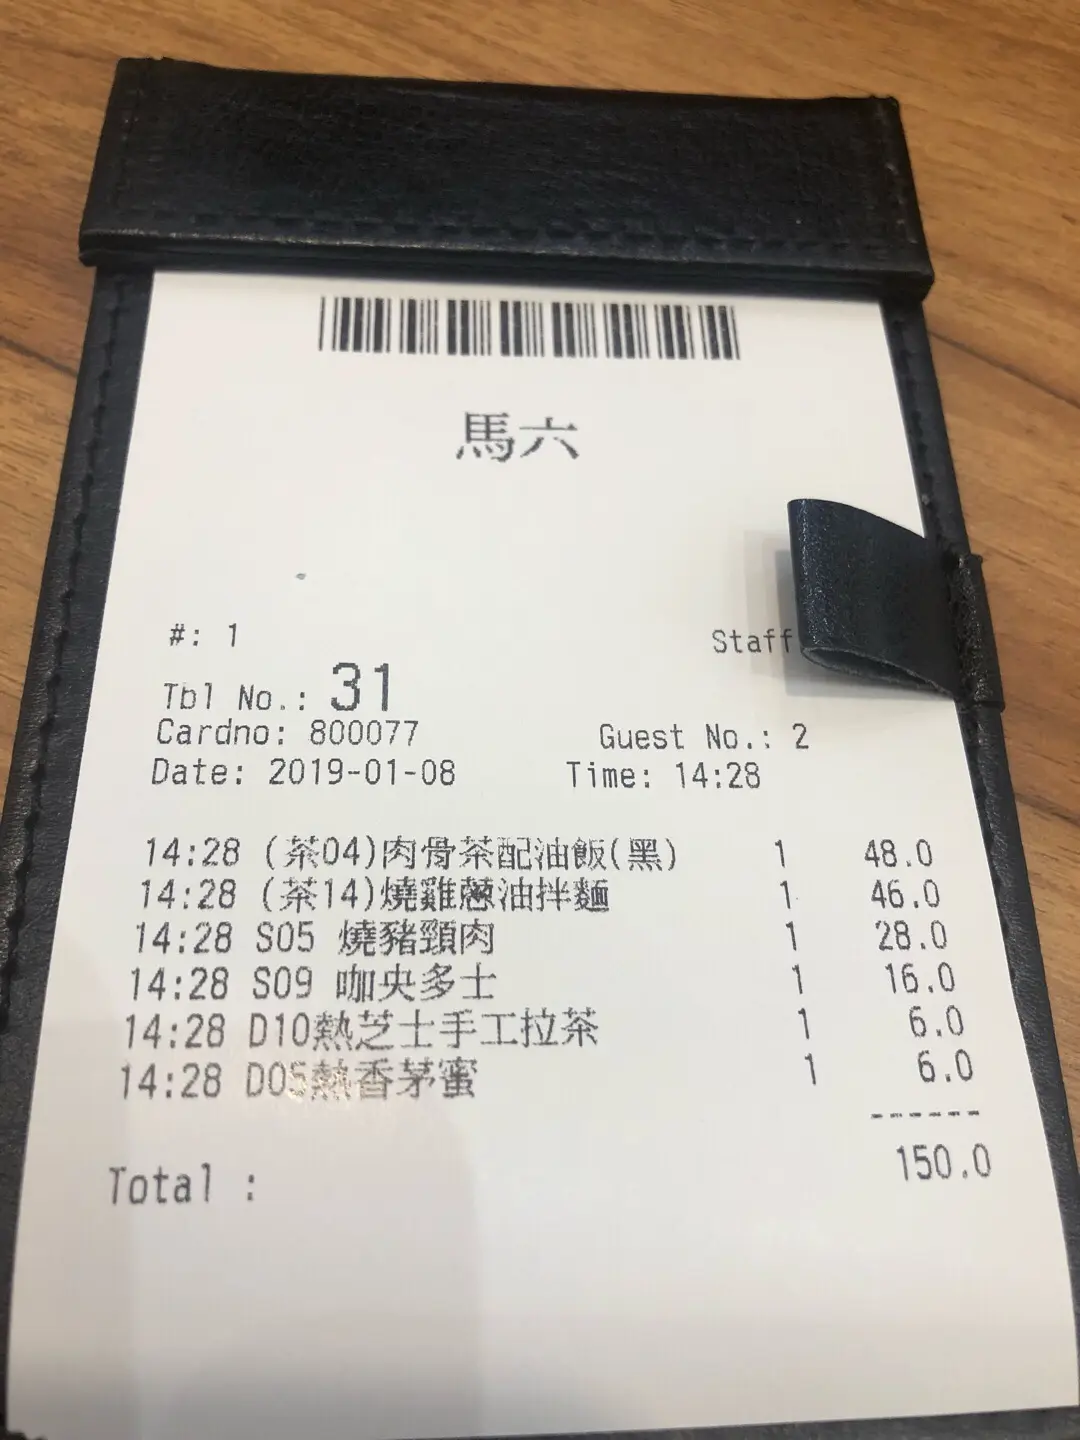 馬六
#: 1 Staff
Tbl No.: 31
Cardno: 800077 Guest No.: 2
Date: 2019-01-08 Time: 14:28
14:28 (茶04)肉骨茶配油飯(黑) 1 48.0
14:28 (茶14)燒雞蔥油拌麵 1 46.0
14:28 S05 燒豬頸肉 1 28.0
14:28 S09 咖央多士 1 16.0
14:28 D10熱芝士手工拉茶 1 6.0
14:28 D05熱香茅蜜 1 6.0
------
Total : 150.0